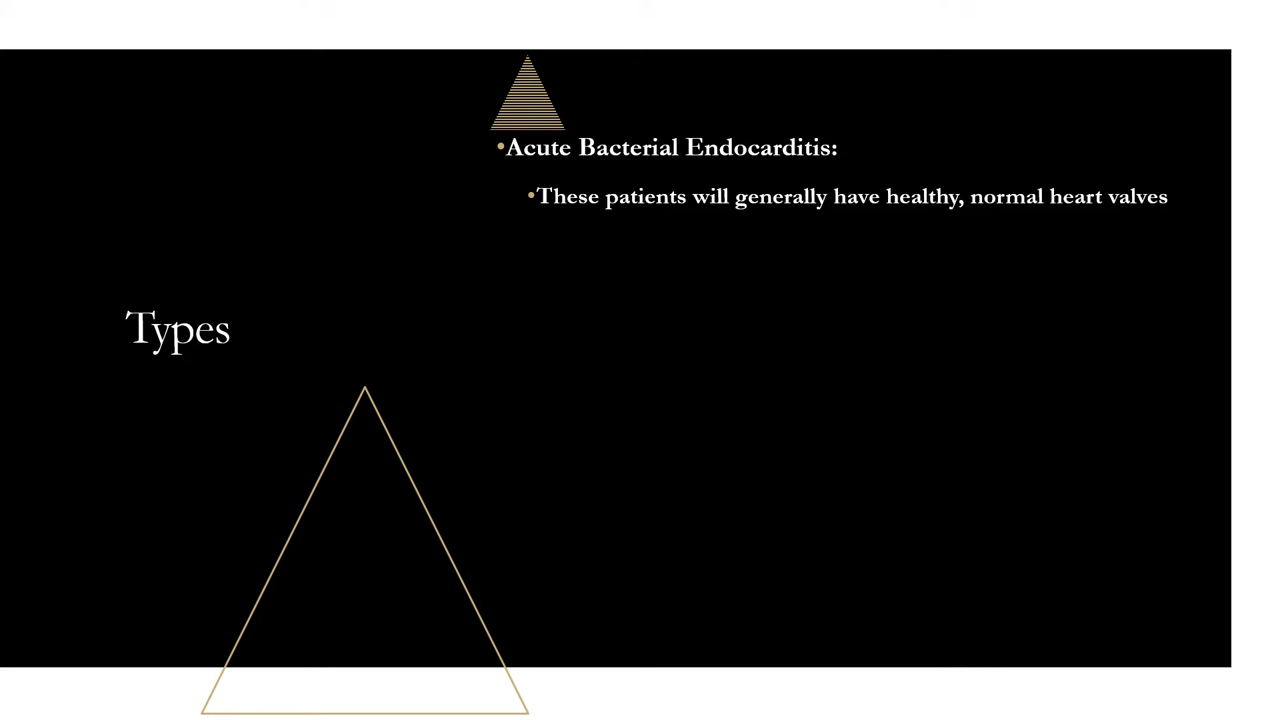 •Acute Bacterial Endocarditis:
•These patients will generally have healthy, normal heart valves
Types